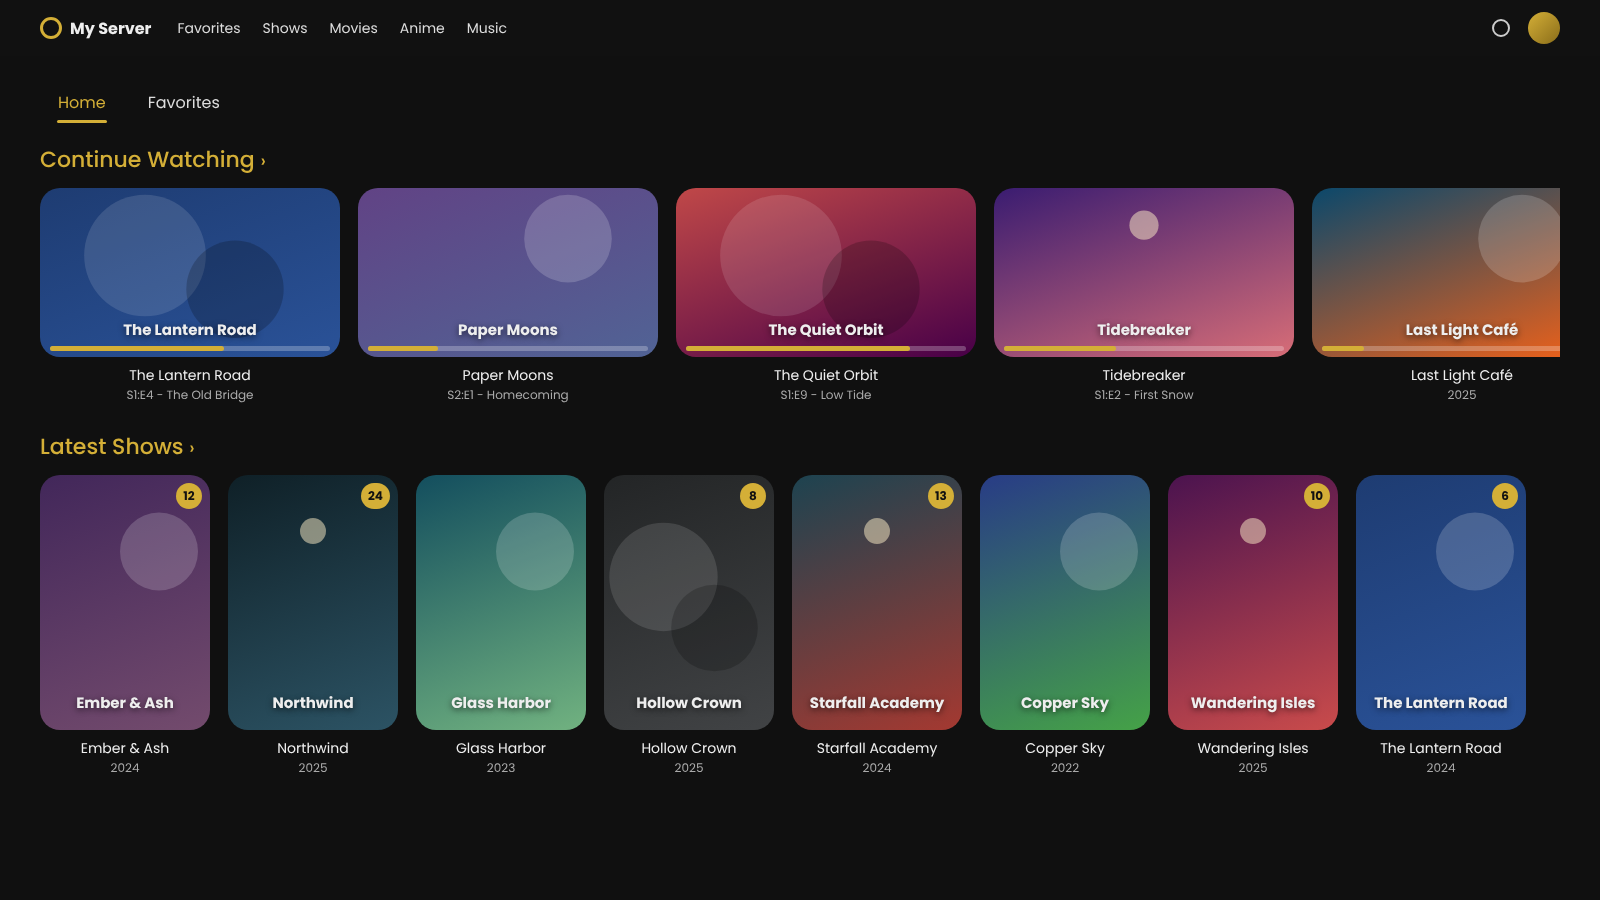 My Server Favorites Shows Movies Anime Music
Home Favorites
Continue Watching ›
The Lantern Road
Paper Moons
The Quiet Orbit
Tidebreaker
Last Light Café
The Lantern Road
S1:E4 - The Old Bridge
Paper Moons
S2:E1 - Homecoming
The Quiet Orbit
S1:E9 - Low Tide
Tidebreaker
S1:E2 - First Snow
Last Light Café
2025
Latest Shows ›
12
Ember & Ash
24
Northwind
Glass Harbor
8
Hollow Crown
13
Starfall Academy
Copper Sky
10
Wandering Isles
6
The Lantern Road
Ember & Ash
2024
Northwind
2025
Glass Harbor
2023
Hollow Crown
2025
Starfall Academy
2024
Copper Sky
2022
Wandering Isles
2025
The Lantern Road
2024